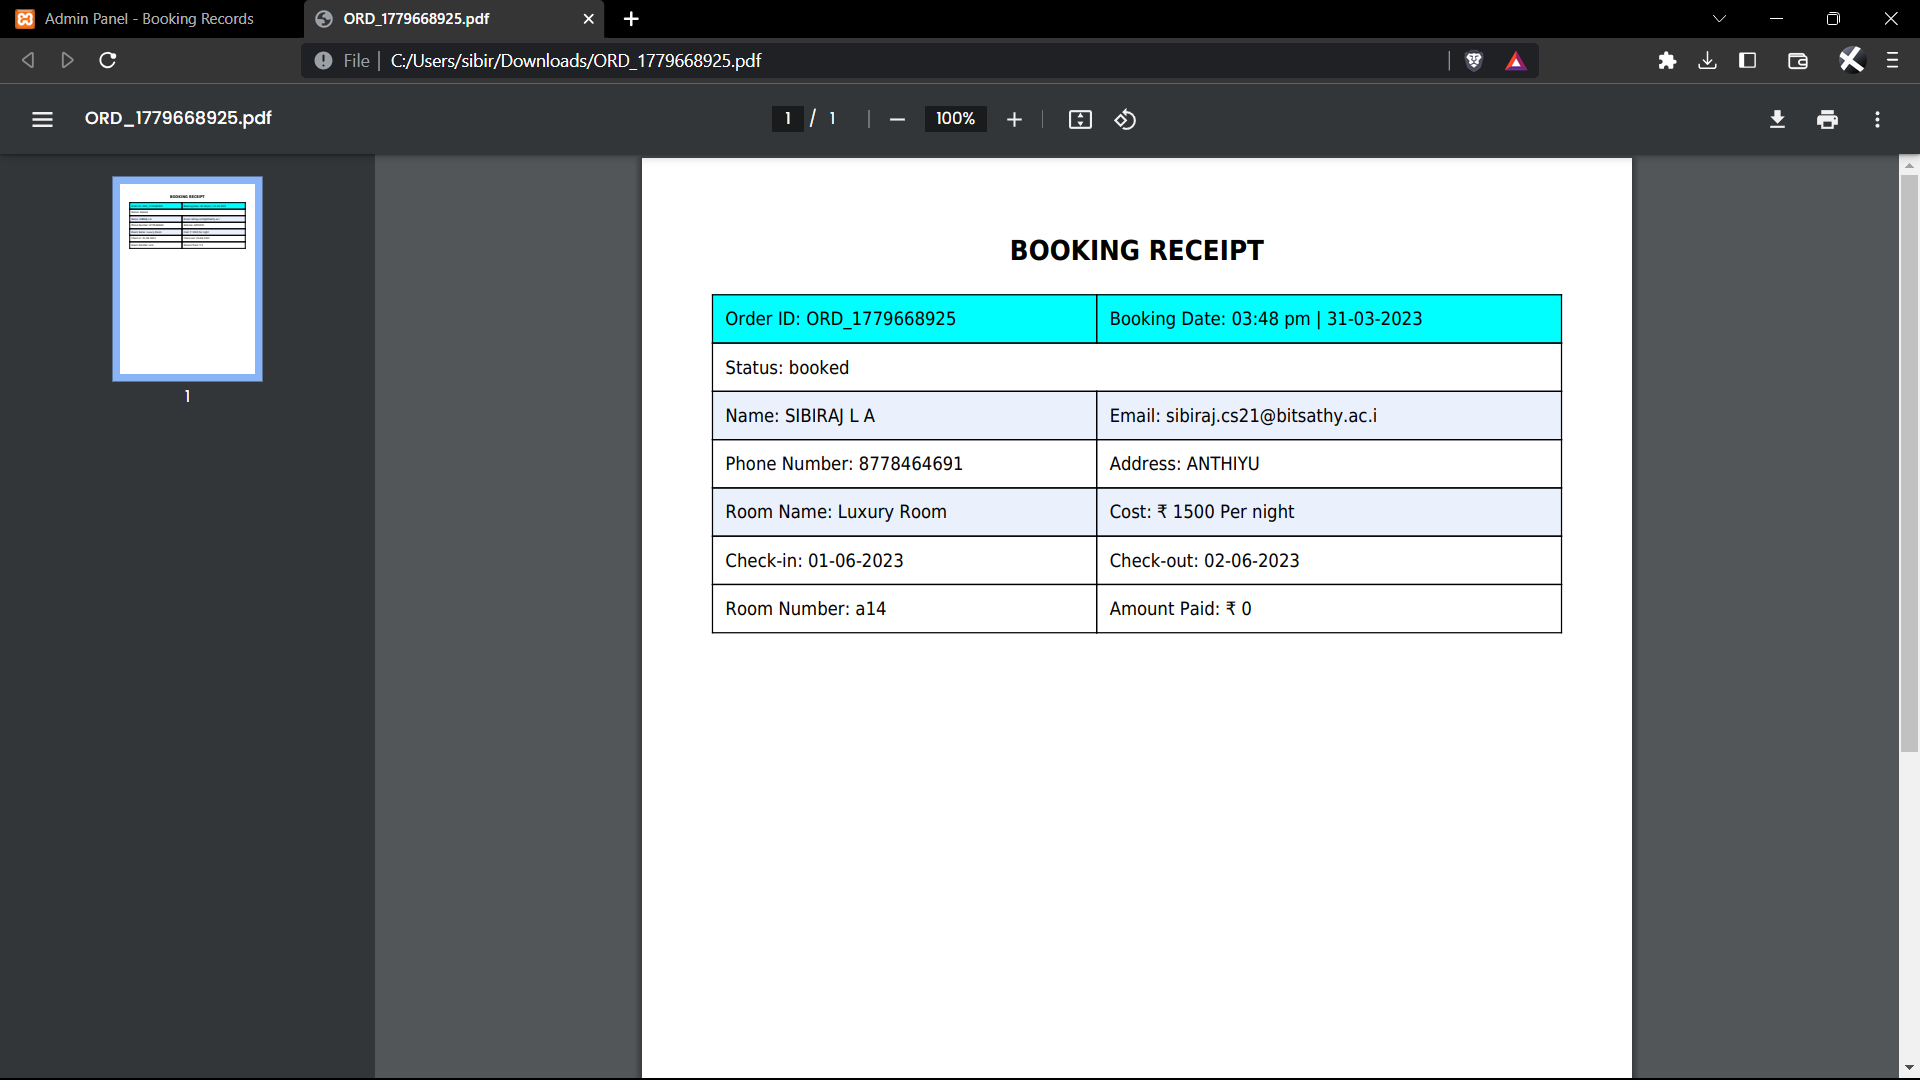 Admin Panel - Booking Records
ORD_1779668925.pdf
File
C:/Users/sibir/Downloads/ORD_1779668925.pdf
ORD_1779668925.pdf
1 / 1
100%
1
BOOKING RECEIPT
Order ID: ORD_1779668925
Booking Date: 03:48 pm | 31-03-2023
Status: booked
Name: SIBIRAJ L A
Email: sibiraj.cs21@bitsathy.ac.i
Phone Number: 8778464691
Address: ANTHIYU
Room Name: Luxury Room
Cost: ₹ 1500 Per night
Check-in: 01-06-2023
Check-out: 02-06-2023
Room Number: a14
Amount Paid: ₹ 0